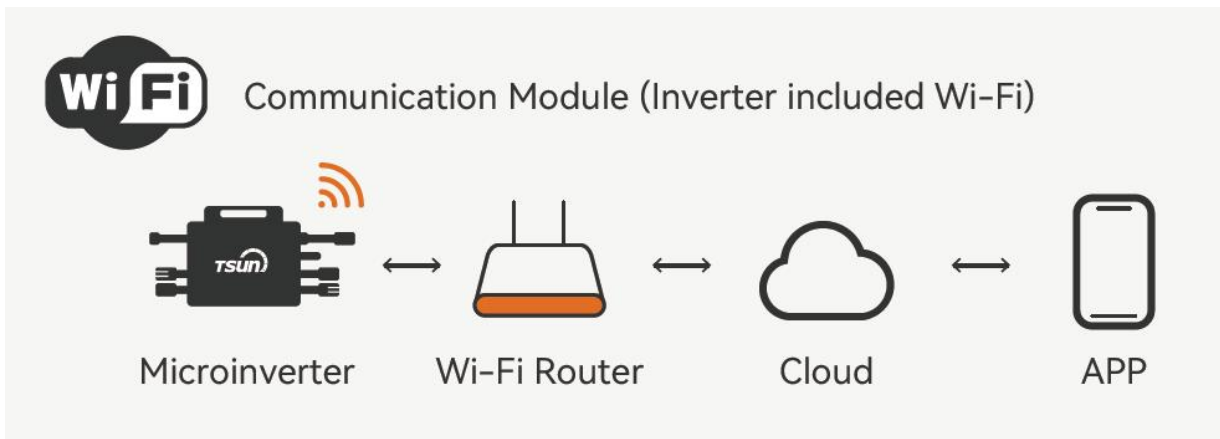 Wi Fi
Communication Module (Inverter included Wi-Fi)
TSUN
Microinverter
Wi-Fi Router
Cloud
APP